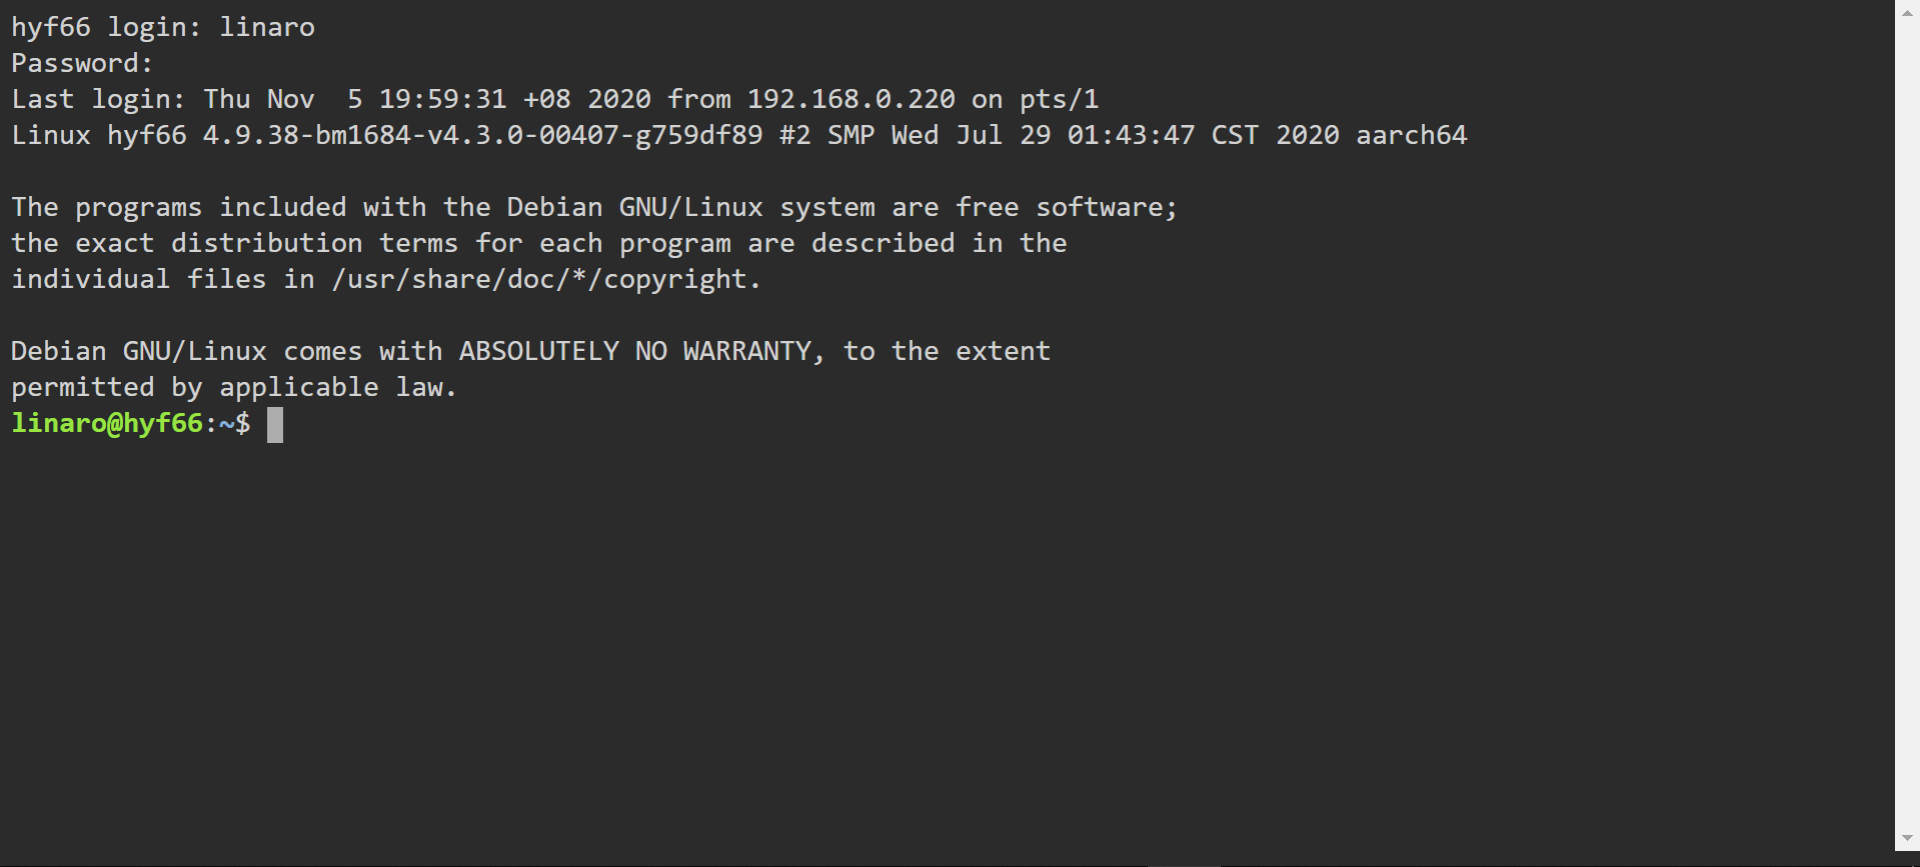 hyf66 login: linaro
Password:
Last login: Thu Nov  5 19:59:31 +08 2020 from 192.168.0.220 on pts/1
Linux hyf66 4.9.38-bm1684-v4.3.0-00407-g759df89 #2 SMP Wed Jul 29 01:43:47 CST 2020 aarch64
The programs included with the Debian GNU/Linux system are free software;
the exact distribution terms for each program are described in the
individual files in /usr/share/doc/*/copyright.
Debian GNU/Linux comes with ABSOLUTELY NO WARRANTY, to the extent
permitted by applicable law.
linaro@hyf66:~$